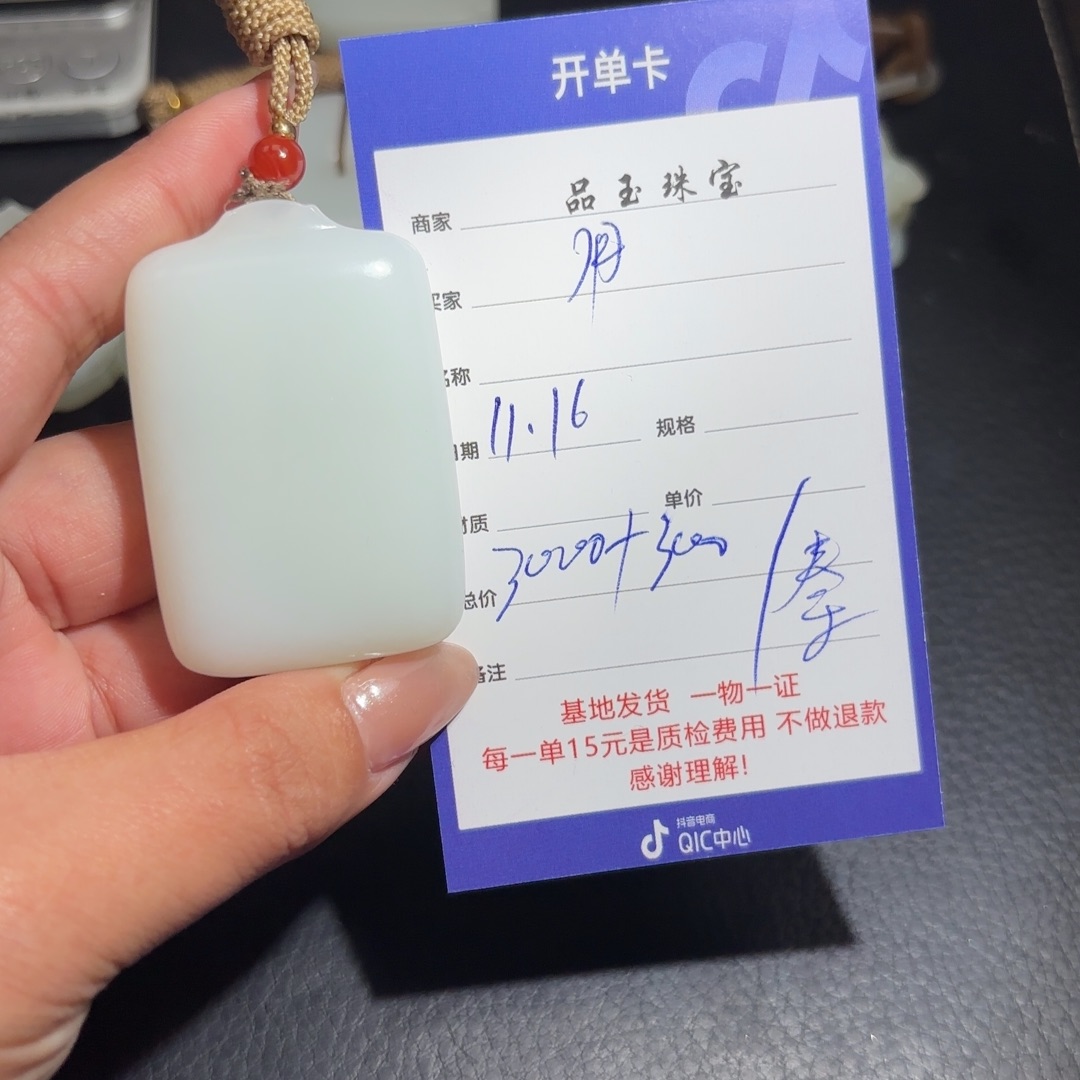 开单卡
商家 品玉珠宝
买家
名称
日期 11.16 规格
材质 单价
总价 30200+300
备注
基地发货 一物一证
每一单15元是质检费用 不做退款
感谢理解!
抖音电商
QIC中心